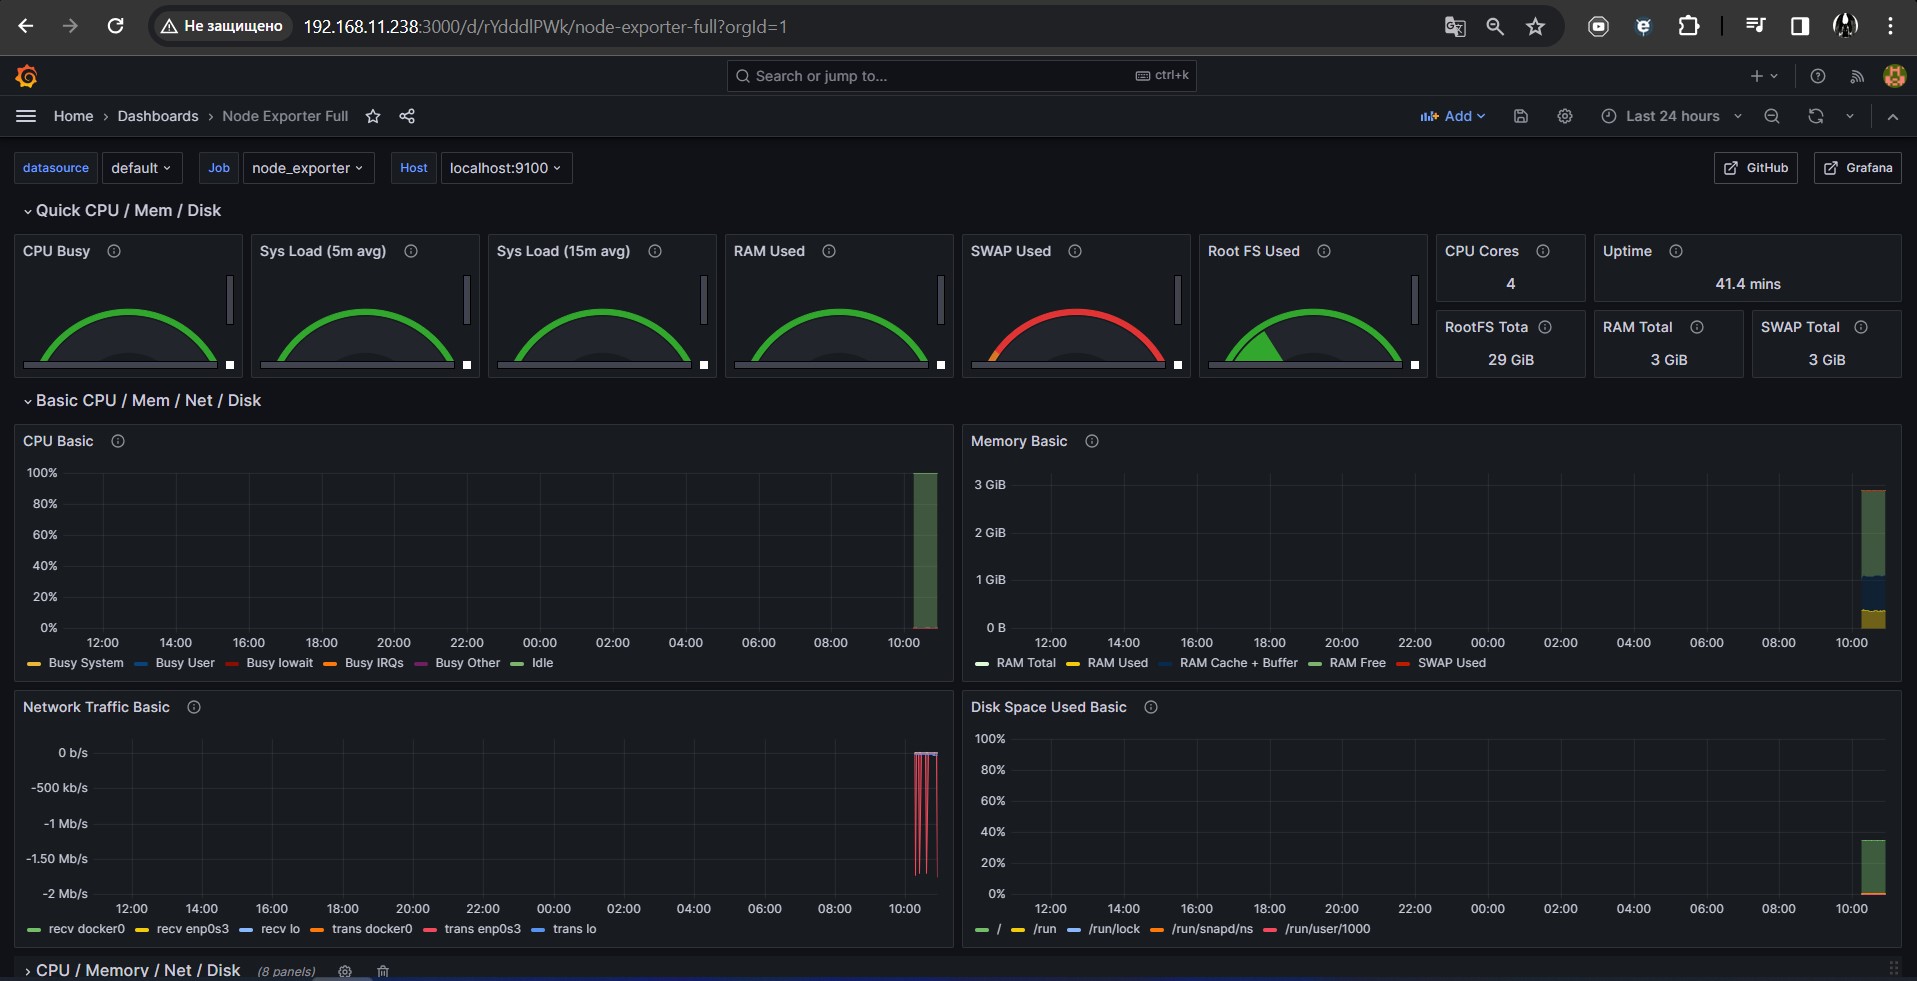 Не защищено 192.168.11.238:3000/d/rYdddlPWk/node-exporter-full?orgId=1
Search or jump to... ctrl+k
Home › Dashboards › Node Exporter Full Add Last 24 hours
datasource default Job node_exporter Host localhost:9100 GitHub Grafana
Quick CPU / Mem / Disk
CPU Busy Sys Load (5m avg) Sys Load (15m avg) RAM Used SWAP Used Root FS Used CPU Cores Uptime
4 41.4 mins
RootFS Tota RAM Total SWAP Total
29 GiB 3 GiB 3 GiB
Basic CPU / Mem / Net / Disk
CPU Basic
100%
80%
60%
40%
20%
0%
12:00 14:00 16:00 18:00 20:00 22:00 00:00 02:00 04:00 06:00 08:00 10:00
Busy System Busy User Busy Iowait Busy IRQs Busy Other Idle
Memory Basic
3 GiB
2 GiB
1 GiB
0 B
12:00 14:00 16:00 18:00 20:00 22:00 00:00 02:00 04:00 06:00 08:00 10:00
RAM Total RAM Used RAM Cache + Buffer RAM Free SWAP Used
Network Traffic Basic
0 b/s
-500 kb/s
-1 Mb/s
-1.50 Mb/s
-2 Mb/s
12:00 14:00 16:00 18:00 20:00 22:00 00:00 02:00 04:00 06:00 08:00 10:00
recv docker0 recv enp0s3 recv lo trans docker0 trans enp0s3 trans lo
Disk Space Used Basic
100%
80%
60%
40%
20%
0%
12:00 14:00 16:00 18:00 20:00 22:00 00:00 02:00 04:00 06:00 08:00 10:00
/ /run /run/lock /run/snapd/ns /run/user/1000
CPU / Memory / Net / Disk (8 panels)